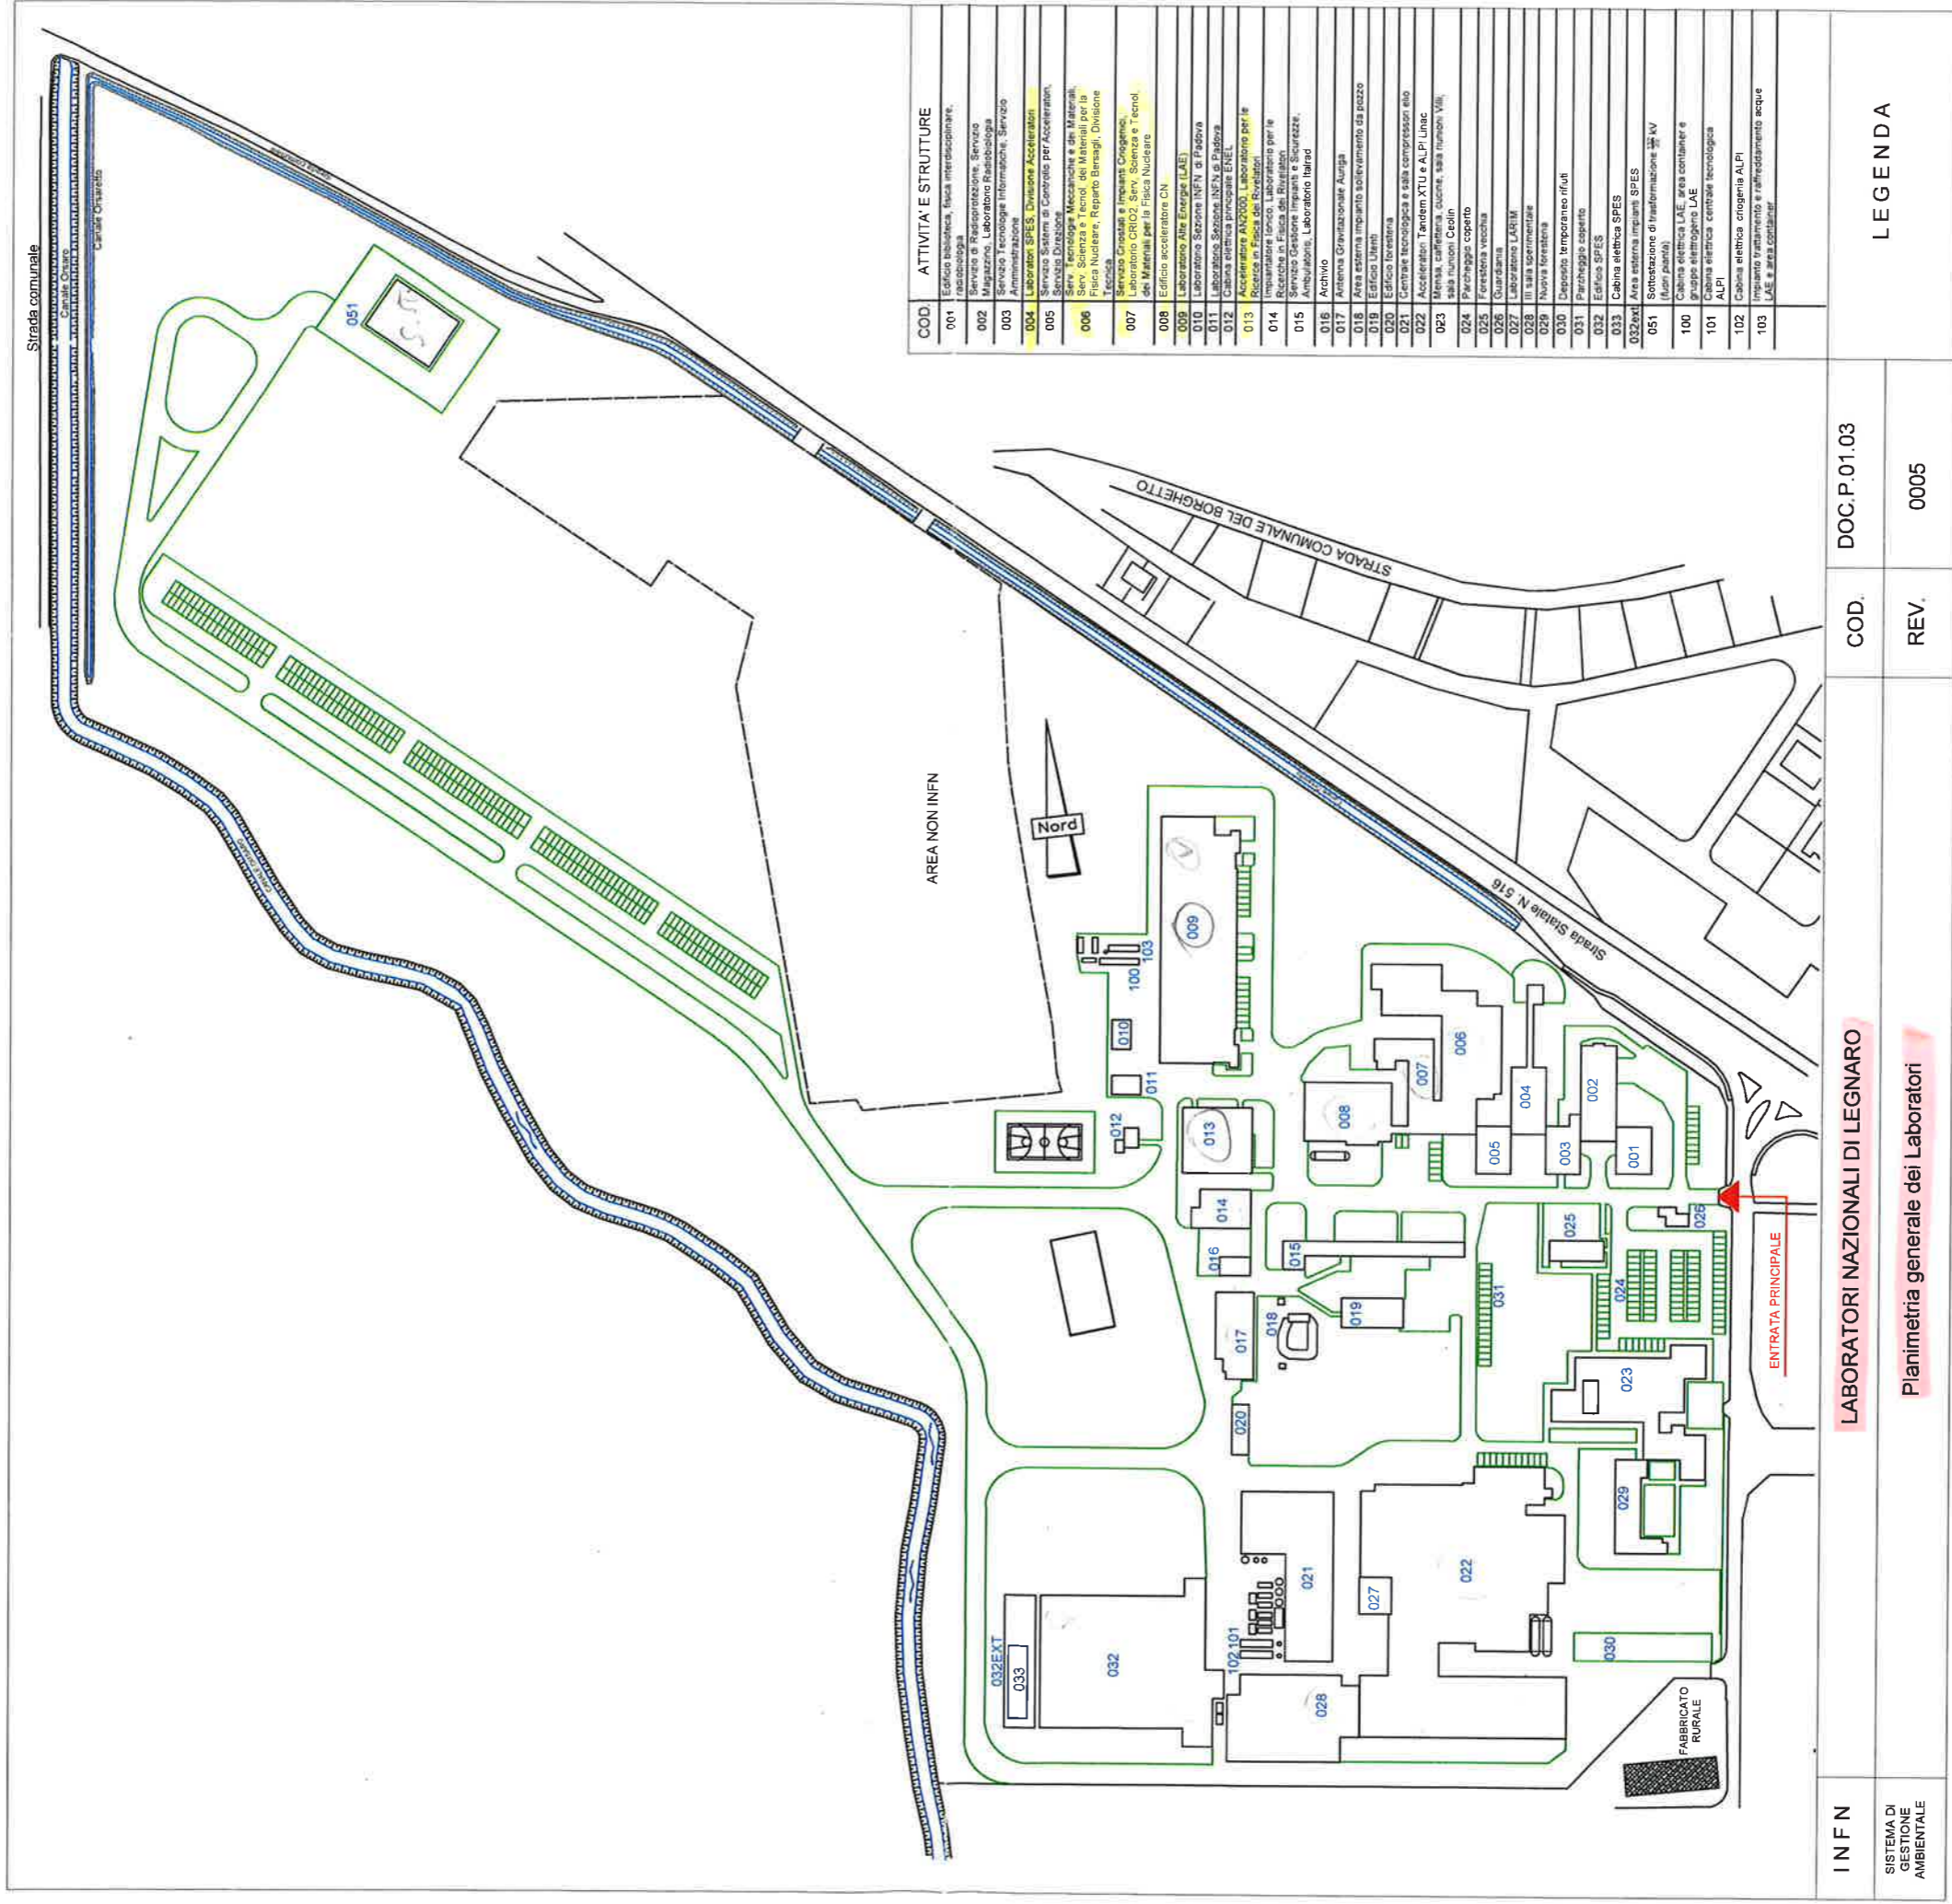 Strada comunale
Canale Orsaro
Canale Orsaretto
Strada comunale
CANALE ORSARO
051
AREA NON INFN
Nord
STRADA COMUNALE DEL BORGHETTO
Strada Statale N. 516
100
103
009
010
011
012
013
008
007
006
004
005
003
002
001
014
016
015
017
018
019
020
025
026
024
031
023
029
032EXT
033
032
102
101
021
027
022
028
030
FABBRICATO
RURALE
ENTRATA PRINCIPALE
COD. ATTIVITA' E STRUTTURE
001 Edificio biblioteca, fisica interdisciplinare,
radiobiologia
002 Servizio di Radioprotezione, Servizio
Magazzino, Laboratorio Radiobiologia
003 Servizio Tecnologie Informatiche, Servizio
Amministrazione
004 Laboratori SPES, Divisione Acceleratori
005 Servizio Sistemi di Controllo per Acceleratori,
Servizio Direzione
006 Serv. Tecnologie Meccaniche e dei Materiali,
Serv. Scienza e Tecnol. dei Materiali per la
Fisica Nucleare, Reparto Bersagli, Divisione
Tecnica
007 Servizio Criostati e Impianti Criogenici,
Laboratorio CRIO2, Serv. Scienza e Tecnol.
dei Materiali per la Fisica Nucleare
008 Edificio acceleratore CN
009 Laboratorio Alte Energie (LAE)
010 Laboratorio Sezione INFN di Padova
011 Laboratorio Sezione INFN di Padova
012 Cabina elettrica principale ENEL
013 Acceleratore AN2000, Laboratorio per le
Ricerce in Fisica dei Rivelatori
014 Impiantatore Ionico, Laboratorio per le
Ricerche in Fisica dei Rivelatori
015 Servizio Gestione Impianti e Sicurezze,
Ambulatorio, Laboratorio Italrad
016 Archivio
017 Antenna Gravitazionale Auriga
018 Area esterna impianto sollevamento da pozzo
019 Edificio Utenti
020 Edificio foresteria
021 Centrale tecnologica e sala compressori elio
022 Acceleratori Tandem XTU e ALPI Linac
023 Mensa, caffetteria, cucine, sala riunioni Villi,
sala riunioni Ceolin
024 Parcheggio coperto
025 Foresteria vecchia
026 Guardiania
027 Laboratorio LARM
028 III sala sperimentale
029 Nuova foresteria
030 Deposito temporaneo rifiuti
031 Parcheggio coperto
032 Edificio SPES
033 Cabina elettrica SPES
032ext Area esterna impianti SPES
051 Sottostazione di trasformazione kV
(fuori pianta)
100 Cabina elettrica LAE, area container e
gruppo elettrogeno LAE
101 Cabina elettrica centrale tecnologica
ALPI
102 Cabina elettrica criogenia ALPI
103 Impianto trattamento e raffreddamento acque
LAE e area container
INFN
LABORATORI NAZIONALI DI LEGNARO
COD.
DOC.P.01.03
LEGENDA
SISTEMA DI
GESTIONE
AMBIENTALE
Planimetria generale dei Laboratori
REV.
0005